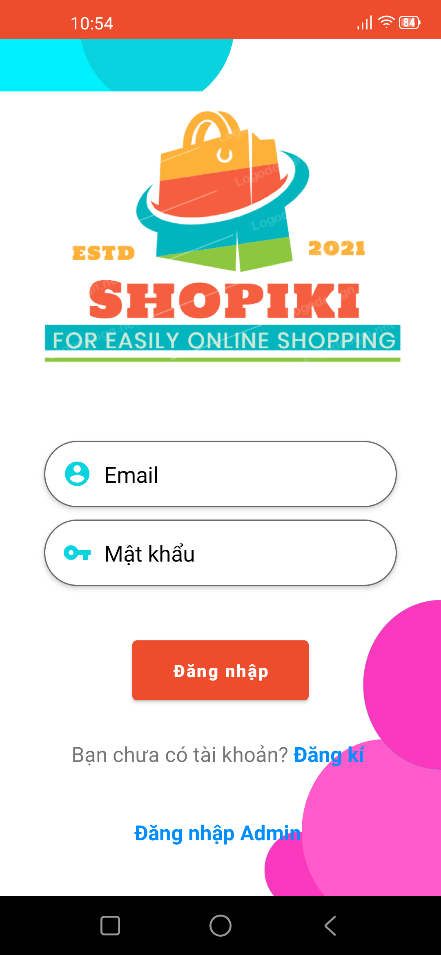 10:54
84
ESTD
2021
SHOPIKI
FOR EASILY ONLINE SHOPPING
Email
Mật khẩu
Đăng nhập
Bạn chưa có tài khoản? Đăng kí
Đăng nhập Admin